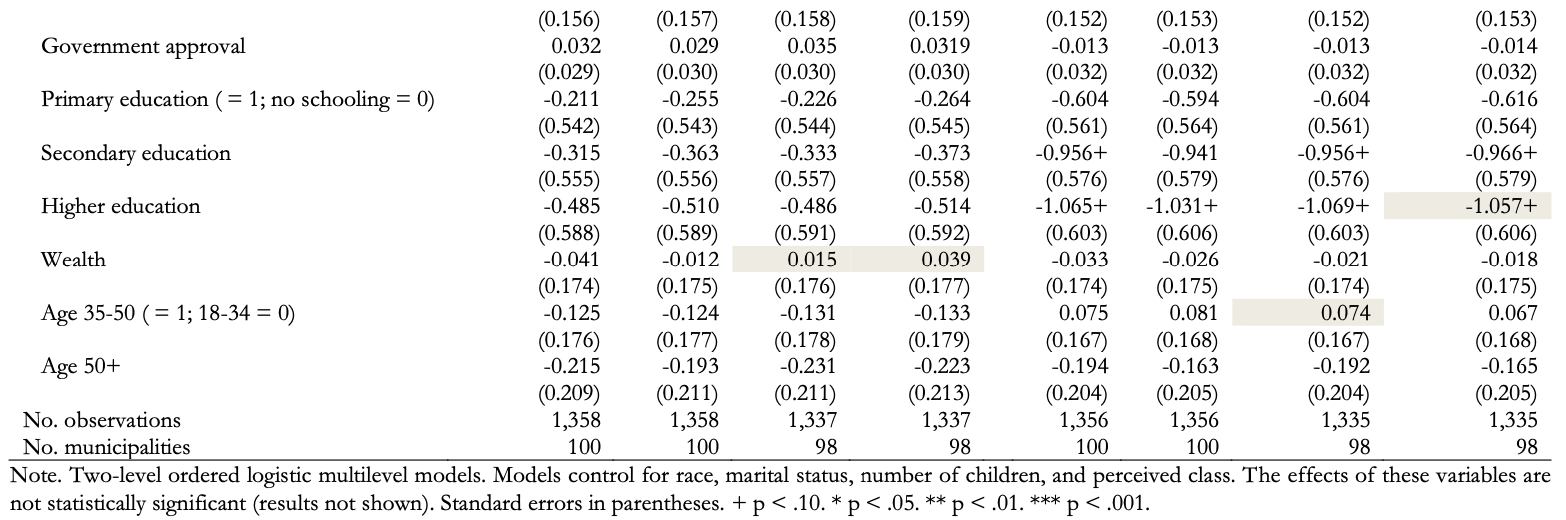 (0.156) (0.157) (0.158) (0.159) (0.152) (0.153) (0.152) (0.153)
Government approval 0.032 0.029 0.035 0.0319 -0.013 -0.013 -0.013 -0.014
(0.029) (0.030) (0.030) (0.030) (0.032) (0.032) (0.032) (0.032)
Primary education ( = 1; no schooling = 0) -0.211 -0.255 -0.226 -0.264 -0.604 -0.594 -0.604 -0.616
(0.542) (0.543) (0.544) (0.545) (0.561) (0.564) (0.561) (0.564)
Secondary education -0.315 -0.363 -0.333 -0.373 -0.956+ -0.941 -0.956+ -0.966+
(0.555) (0.556) (0.557) (0.558) (0.576) (0.579) (0.576) (0.579)
Higher education -0.485 -0.510 -0.486 -0.514 -1.065+ -1.031+ -1.069+ -1.057+
(0.588) (0.589) (0.591) (0.592) (0.603) (0.606) (0.603) (0.606)
Wealth -0.041 -0.012 0.015 0.039 -0.033 -0.026 -0.021 -0.018
(0.174) (0.175) (0.176) (0.177) (0.174) (0.175) (0.174) (0.175)
Age 35-50 ( = 1; 18-34 = 0) -0.125 -0.124 -0.131 -0.133 0.075 0.081 0.074 0.067
(0.176) (0.177) (0.178) (0.179) (0.167) (0.168) (0.167) (0.168)
Age 50+ -0.215 -0.193 -0.231 -0.223 -0.194 -0.163 -0.192 -0.165
(0.209) (0.211) (0.211) (0.213) (0.204) (0.205) (0.204) (0.205)
No. observations 1,358 1,358 1,337 1,337 1,356 1,356 1,335 1,335
No. municipalities 100 100 98 98 100 100 98 98
Note. Two-level ordered logistic multilevel models. Models control for race, marital status, number of children, and perceived class. The effects of these variables are
not statistically significant (results not shown). Standard errors in parentheses. + p < .10. * p < .05. ** p < .01. *** p < .001.